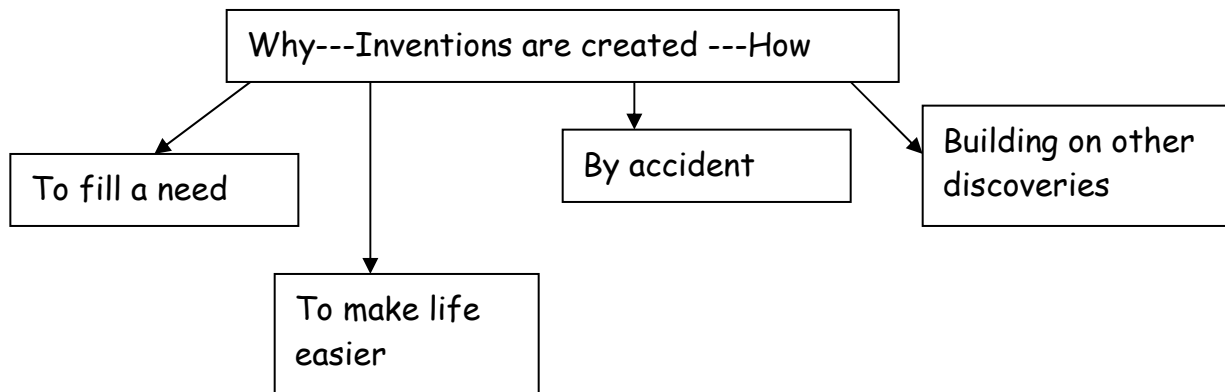 Why---Inventions are created ---How
To fill a need
To make life
easier
By accident
Building on other
discoveries